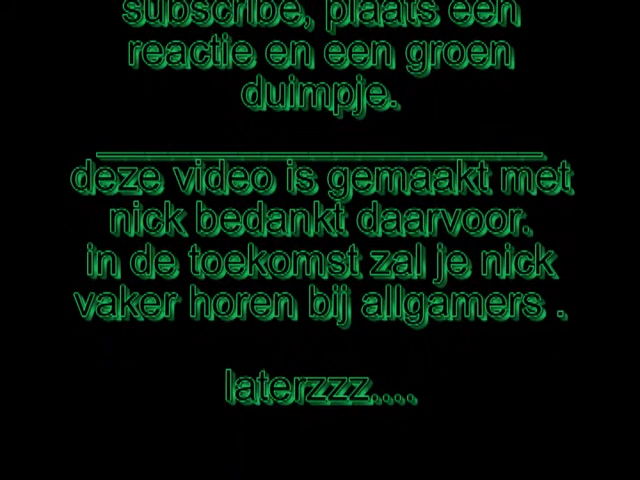 subscribe, plaats een
reactie en een groen
duimpje.
deze video is gemaakt met
nick bedankt daarvoor.
in de toekomst zal je nick
vaker horen bij allgamers .
laterzzz....